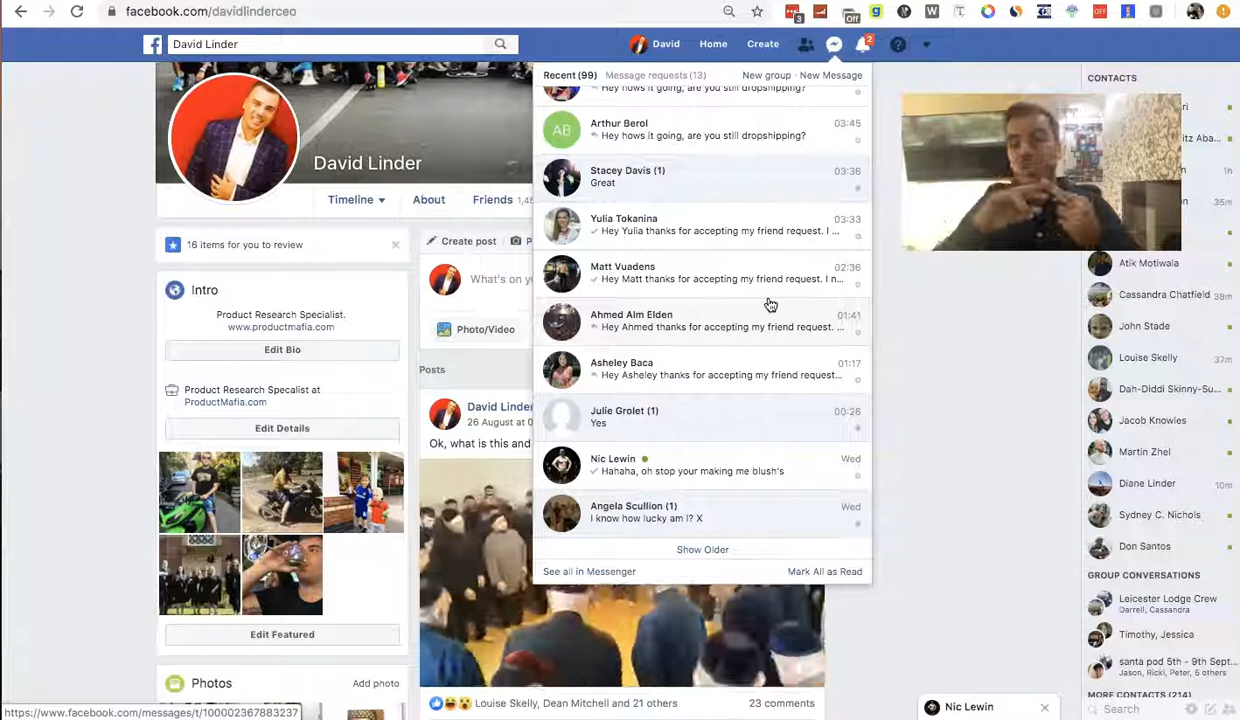 facebook.com/davidlinderceo
3
Off
OFF
David Linder
David
Home
Create
2
David Linder
Timeline
About
Friends
16 items for you to review
Intro
Product Research Specialist.
www.productmafia.com
Edit Bio
Product Research Specialist at
ProductMafia.com
Edit Details
Edit Featured
Photos
Add photo
Create post
What's on
Photo/Video
Posts
David Linder
26 August at
Ok, what is this and
Louise Skelly, Dean Mitchell and 21 others
23 comments
Recent (99)
Message requests (13)
New group · New Message
Hey hows it going, are you still dropshipping?
AB
Arthur Berol
03:45
Hey hows it going, are you still dropshipping?
Stacey Davis (1)
03:36
Great
Yulia Tokanina
03:33
Hey Yulia thanks for accepting my friend request. I ...
Matt Vuadens
02:36
Hey Matt thanks for accepting my friend request. I n...
Ahmed Alm Elden
01:41
Hey Ahmed thanks for accepting my friend request. ...
Asheley Baca
01:17
Hey Asheley thanks for accepting my friend request...
Julie Grolet (1)
00:26
Yes
Nic Lewin
Wed
Hahaha, oh stop your making me blush's
Angela Scullion (1)
Wed
I know how lucky am I? X
Show Older
See all in Messenger
Mark All as Read
CONTACTS
1h
35m
Atik Motiwala
Cassandra Chatfield
38m
John Stade
Louise Skelly
37m
Dah-Diddi Skinny-Su...
Jacob Knowles
Martin Zhel
Diane Linder
10m
Sydney C. Nichols
Don Santos
GROUP CONVERSATIONS
Leicester Lodge Crew
Darrell, Cassandra
Timothy, Jessica
santa pod 5th - 9th Sept...
Jason, Ricki, Peter, 5 others
MORE CONTACTS (214)
Search
Nic Lewin
https://www.facebook.com/messages/t/100002367883237